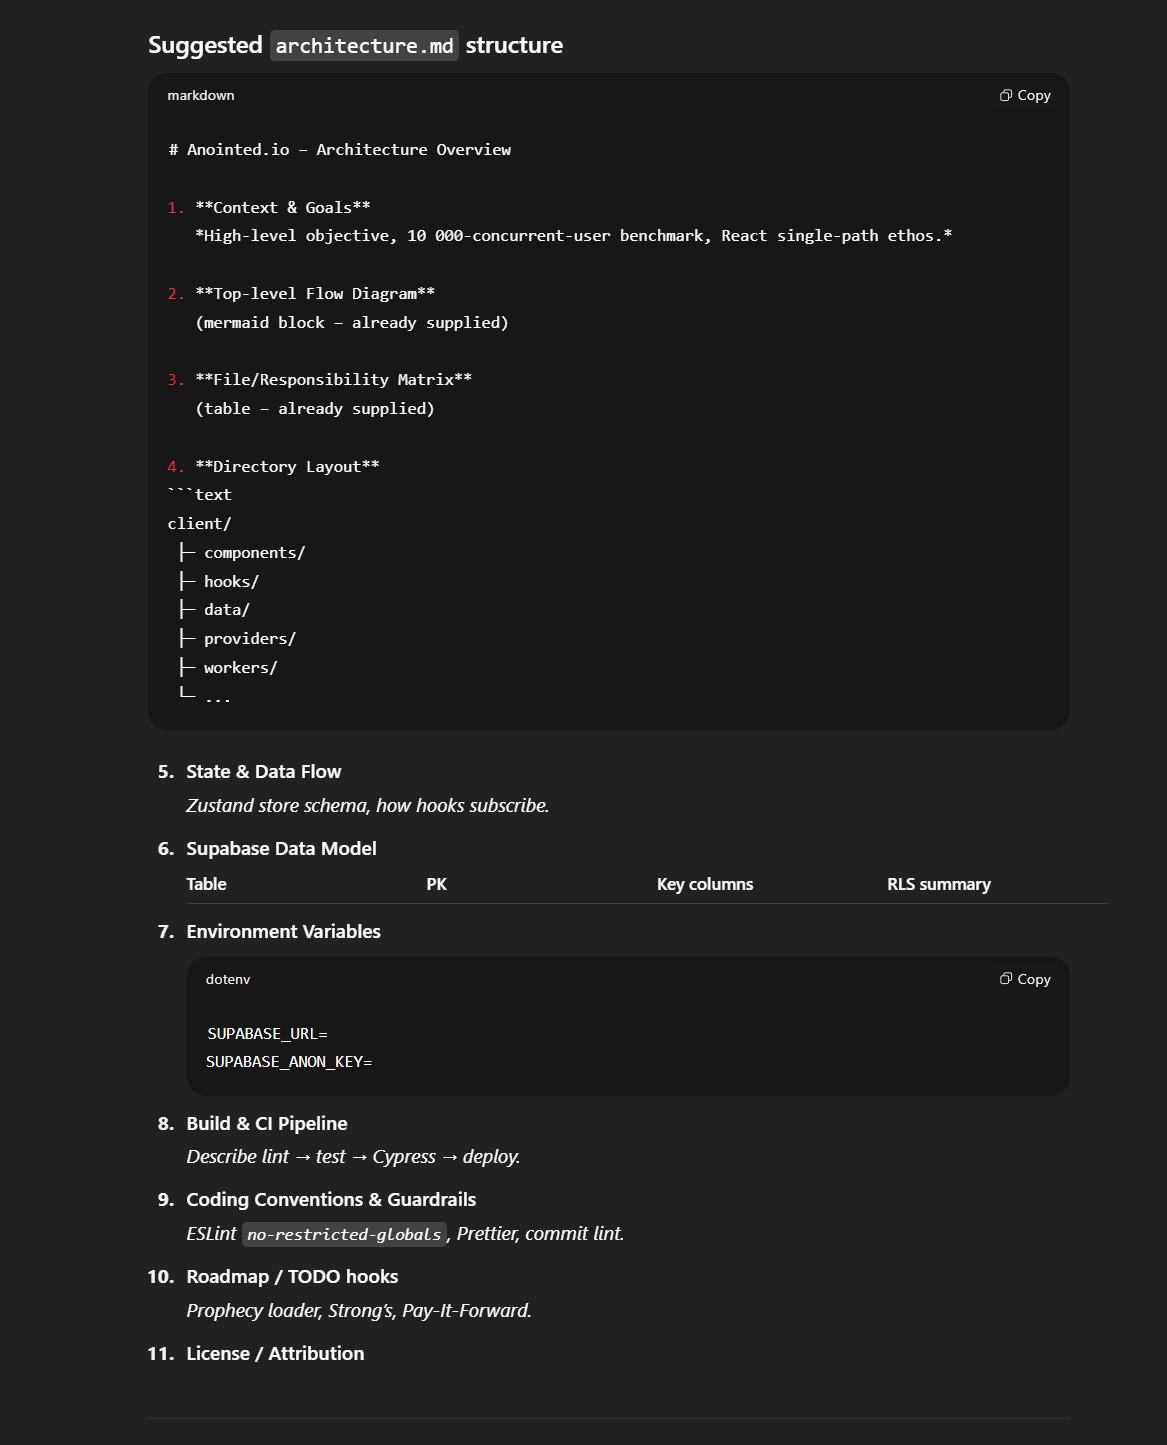 Suggested architecture.md structure
markdown
Copy
# Anointed.io – Architecture Overview
1. **Context & Goals**
*High-level objective, 10 000-concurrent-user benchmark, React single-path ethos.*
2. **Top-level Flow Diagram**
(mermaid block – already supplied)
3. **File/Responsibility Matrix**
(table – already supplied)
4. **Directory Layout**
```text
client/
├─ components/
├─ hooks/
├─ data/
├─ providers/
├─ workers/
└─ ...
5. State & Data Flow
Zustand store schema, how hooks subscribe.
6. Supabase Data Model
Table PK Key columns RLS summary
7. Environment Variables
dotenv
Copy
SUPABASE_URL=
SUPABASE_ANON_KEY=
8. Build & CI Pipeline
Describe lint → test → Cypress → deploy.
9. Coding Conventions & Guardrails
ESLint no-restricted-globals, Prettier, commit lint.
10. Roadmap / TODO hooks
Prophecy loader, Strong’s, Pay-It-Forward.
11. License / Attribution